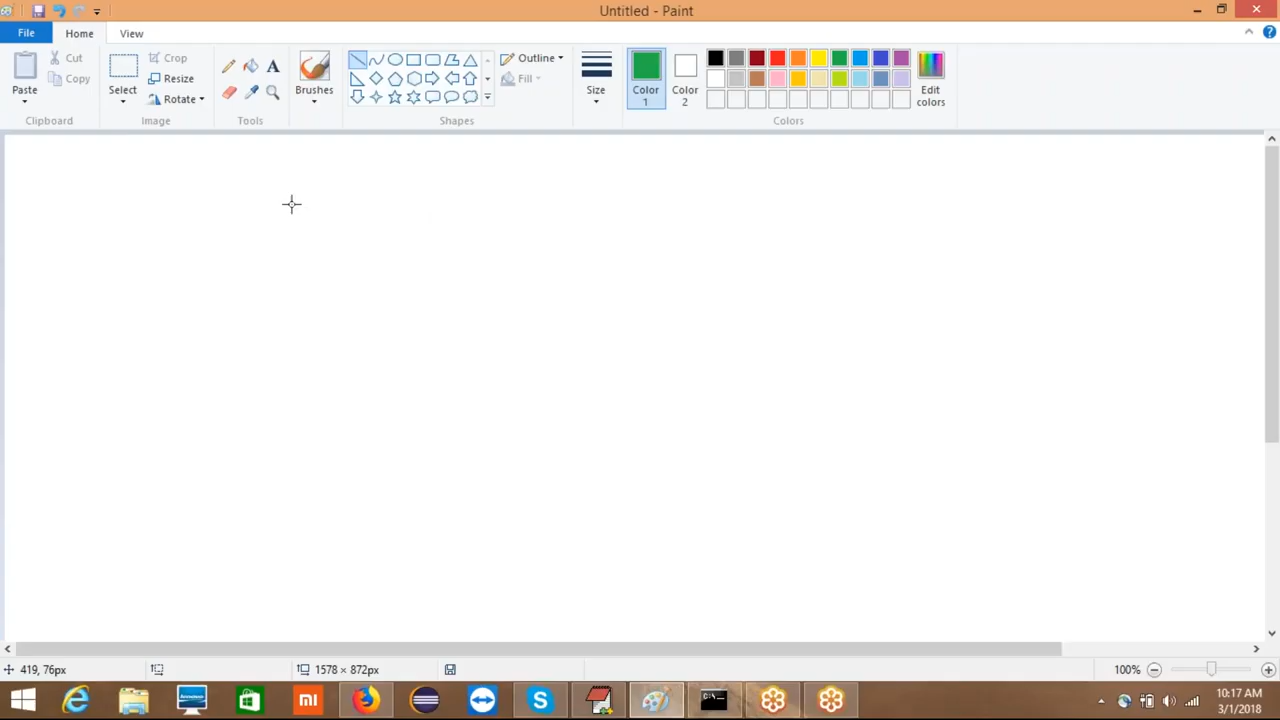 Untitled - Paint
File
Home
View
Paste
Cut
Copy
Clipboard
Select
Crop
Resize
Rotate
Image
A
Tools
Brushes
Shapes
Outline
Fill
Size
Color 1
Color 2
Edit colors
Colors
419, 76px
1578 × 872px
100%
Lenovo
mi
C:\
10:17 AM
3/1/2018